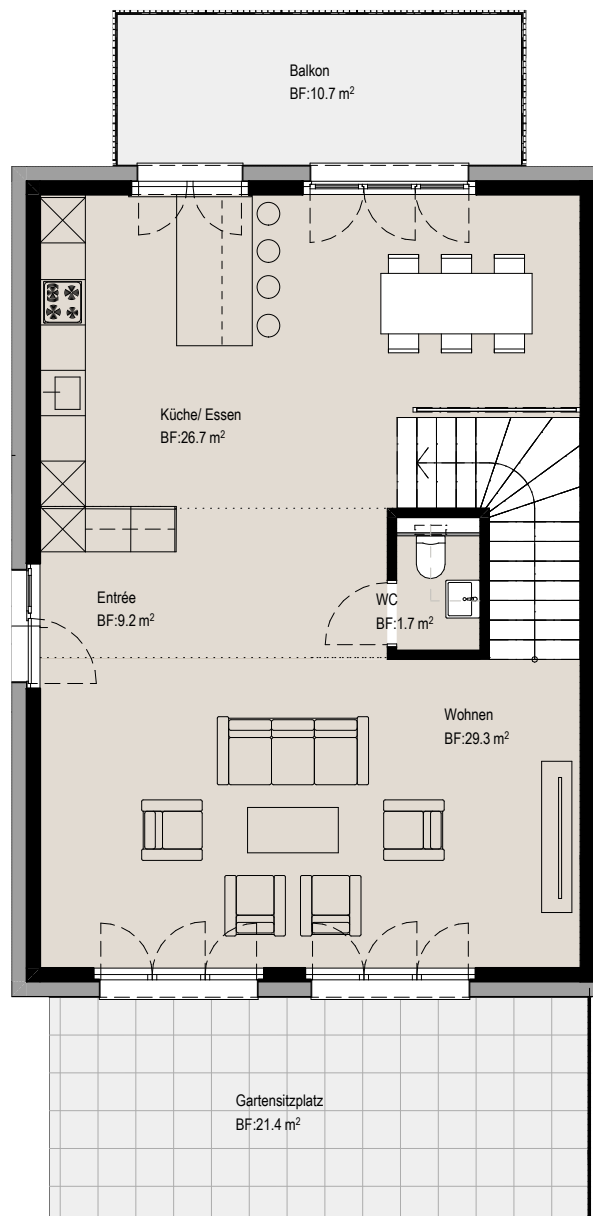 Balkon
BF:10.7 m²
Küche/ Essen
BF:26.7 m²
Entrée
BF:9.2 m²
WC
BF:1.7 m²
Wohnen
BF:29.3 m²
Gartensitzplatz
BF:21.4 m²